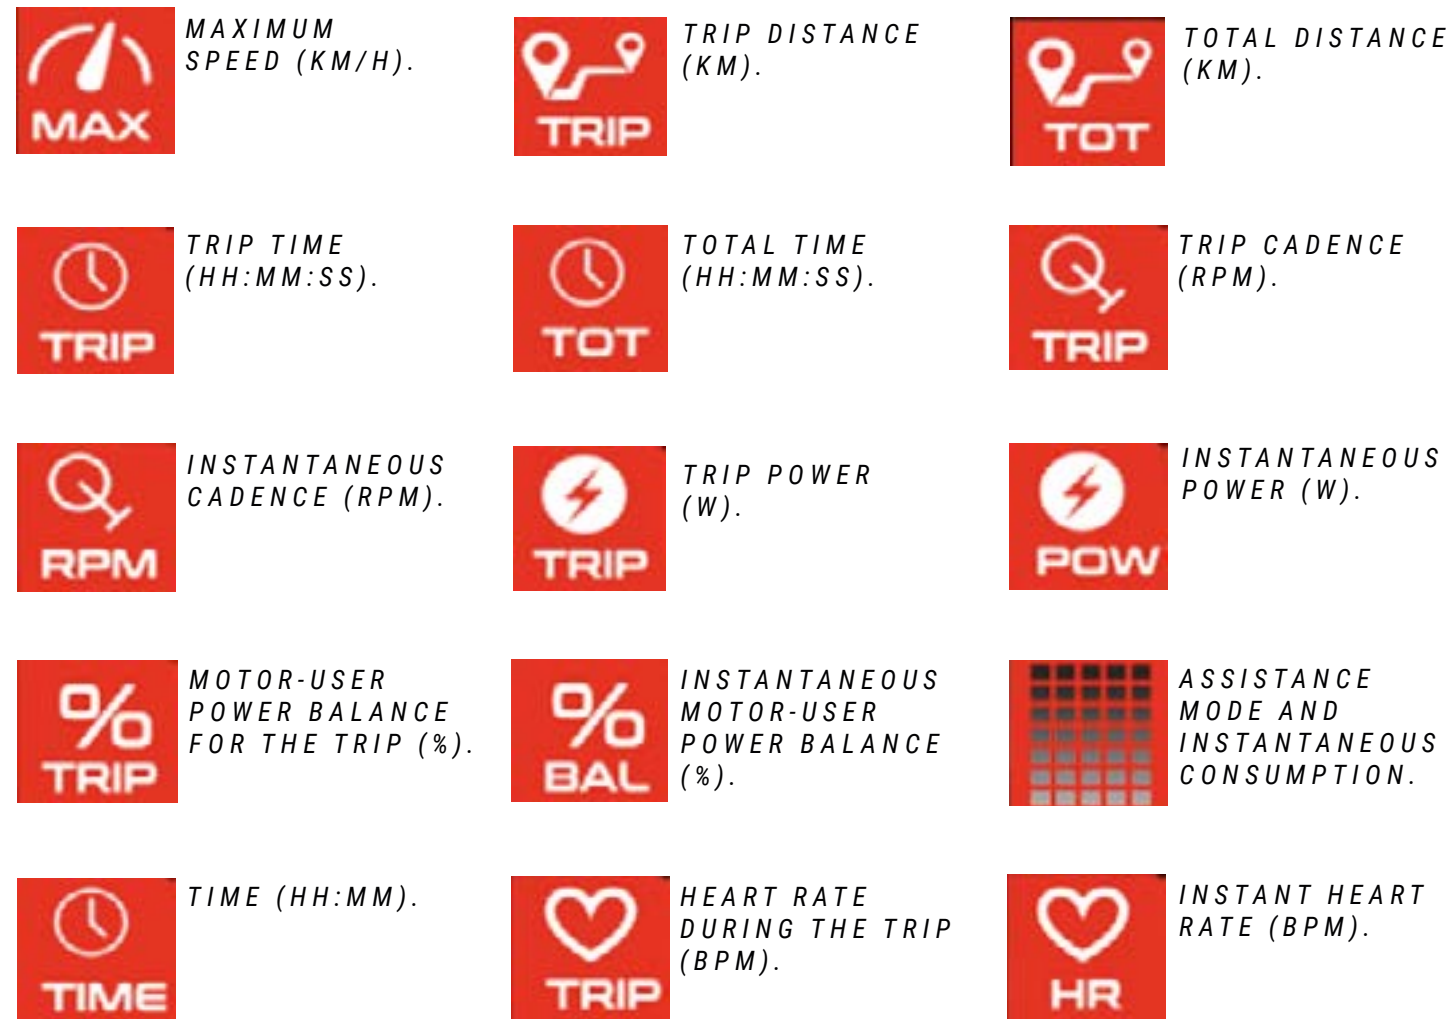 MAX
MAXIMUM
SPEED (KM/H).
TRIP
TRIP DISTANCE
(KM).
TOT
TOTAL DISTANCE
(KM).
TRIP
TRIP TIME
(HH:MM:SS).
TOT
TOTAL TIME
(HH:MM:SS).
TRIP
TRIP CADENCE
(RPM).
RPM
INSTANTANEOUS
CADENCE (RPM).
TRIP
TRIP POWER
(W).
POW
INSTANTANEOUS
POWER (W).
%
TRIP
MOTOR-USER
POWER BALANCE
FOR THE TRIP (%).
%
BAL
INSTANTANEOUS
MOTOR-USER
POWER BALANCE
(%).
ASSISTANCE
MODE AND
INSTANTANEOUS
CONSUMPTION.
TIME
TIME (HH:MM).
TRIP
HEART RATE
DURING THE TRIP
(BPM).
HR
INSTANT HEART
RATE (BPM).